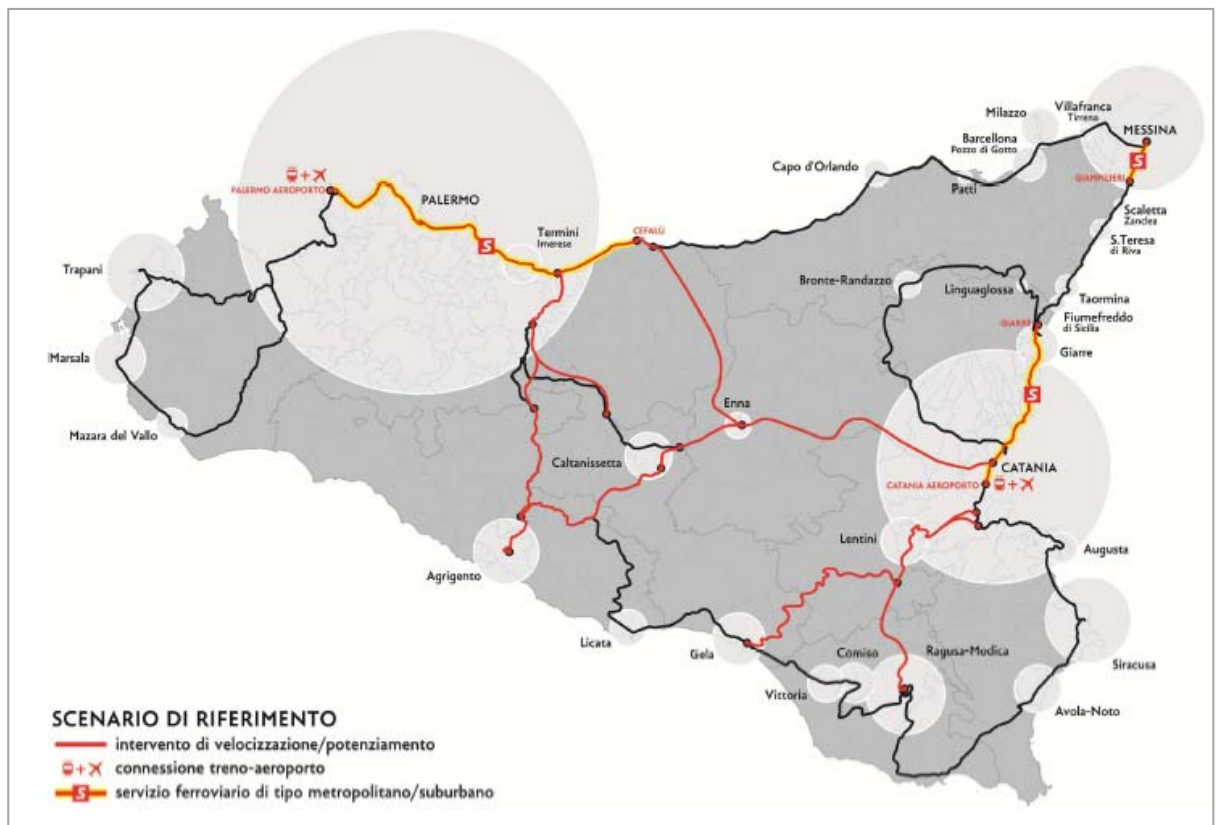 Villafranca
Tirrena
MESSINA
Milazzo
Barcellona
Pozzo di Gotto
S
Capo d'Orlando
Patti
GIAMPILIERI
+
PALERMO AEROPORTO
PALERMO
Scaletta
Zanclea
S
Termini
Imerese
CEFALÙ
S.Teresa
di Riva
Trapani
Bronte-Randazzo
Linguaglossa
Taormina
GIARRE
Fiumefreddo
di Sicilia
Giarre
Marsala
S
Enna
Mazara del Vallo
Caltanissetta
CATANIA
CATANIA AEROPORTO
+
Lentini
Augusta
Agrigento
Licata
Gela
Comiso
Ragusa-Modica
Siracusa
Vittoria
Avola-Noto
SCENARIO DI RIFERIMENTO
intervento di velocizzazione/potenziamento
+ connessione treno-aeroporto
S servizio ferroviario di tipo metropolitano/suburbano